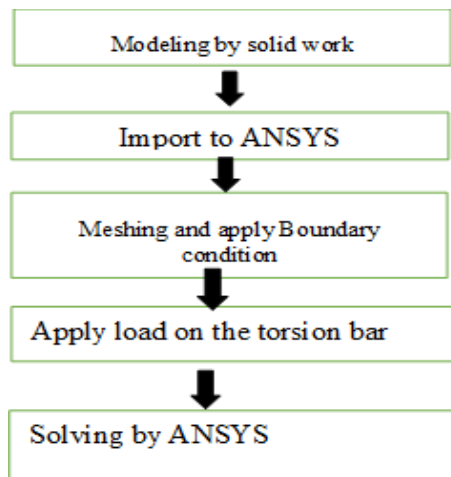 Modeling by solid work
Import to ANSYS
Meshing and apply Boundary
condition
Apply load on the torsion bar
Solving by ANSYS